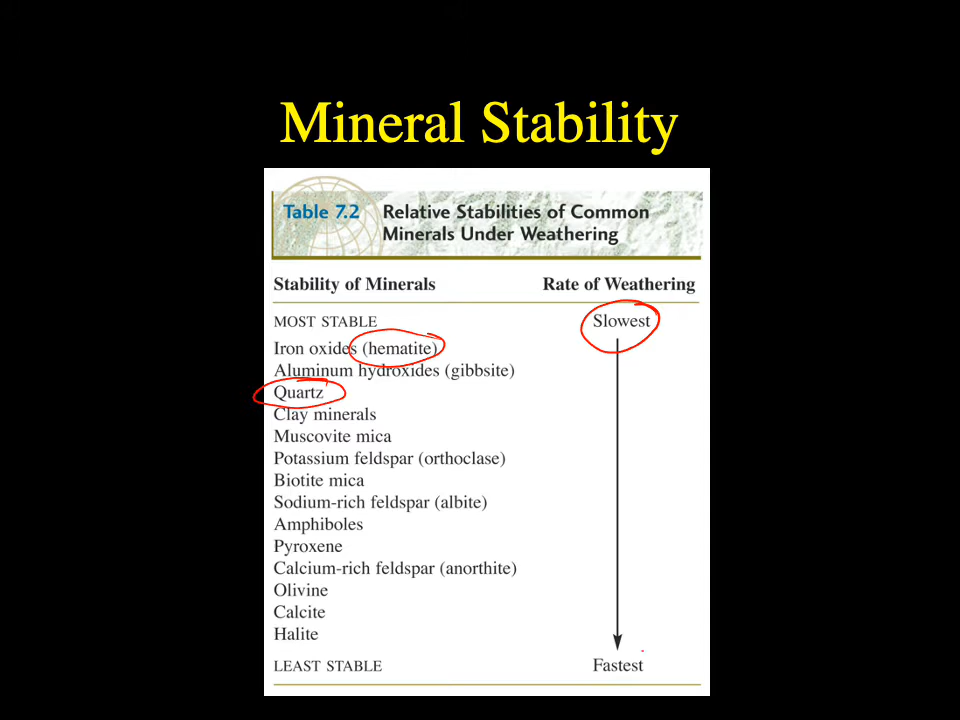 Mineral Stability
Table 7.2 Relative Stabilities of Common
Minerals Under Weathering
Stability of Minerals Rate of Weathering
MOST STABLE Slowest
Iron oxides (hematite)
Aluminum hydroxides (gibbsite)
Quartz
Clay minerals
Muscovite mica
Potassium feldspar (orthoclase)
Biotite mica
Sodium-rich feldspar (albite)
Amphiboles
Pyroxene
Calcium-rich feldspar (anorthite)
Olivine
Calcite
Halite
LEAST STABLE Fastest